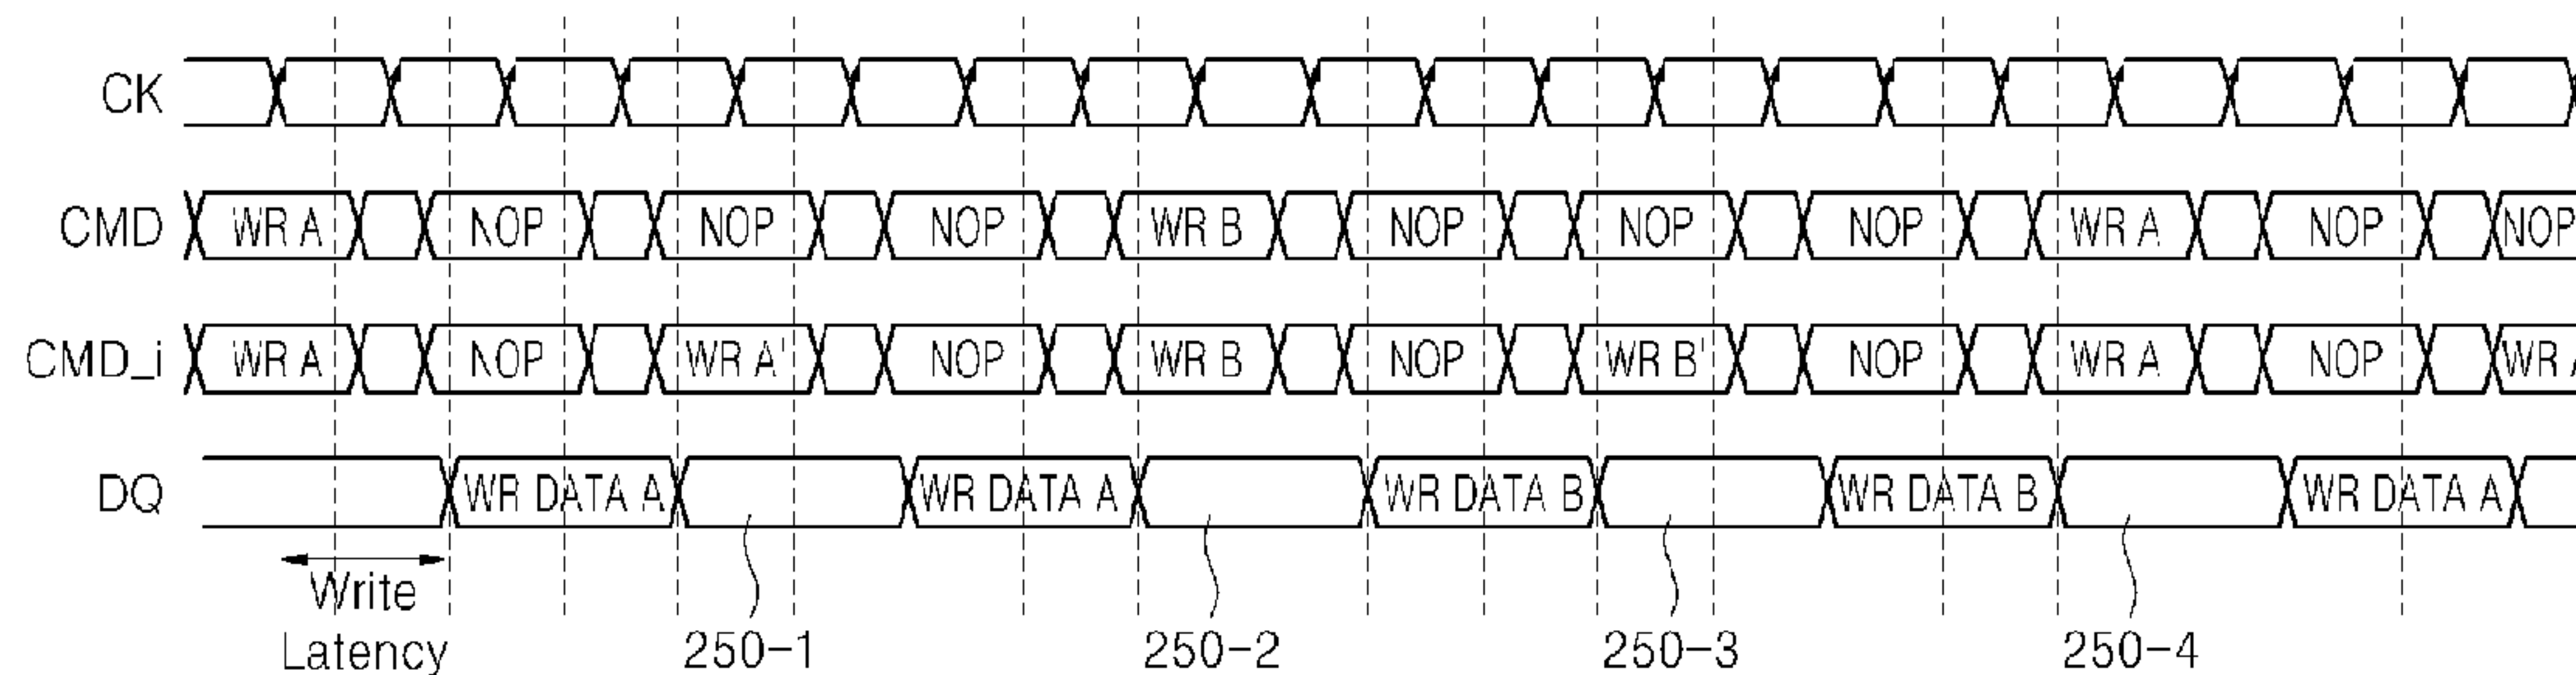 CK
CMD WR A NOP NOP NOP WR B NOP NOP NOP WR A NOP NOP
CMD_i WR A NOP WR A' NOP WR B NOP WR B' NOP WR A NOP WR
DQ WR DATA A WR DATA A WR DATA B WR DATA B WR DATA A
Write
Latency 250-1 250-2 250-3 250-4